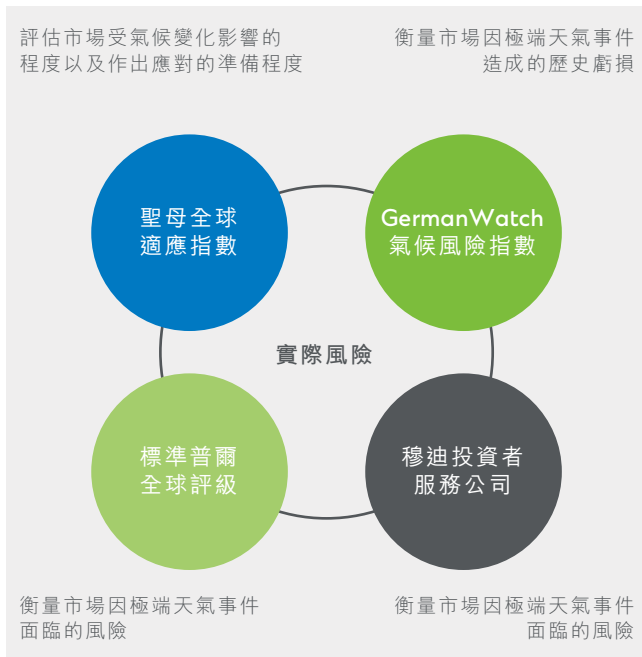 評估市場受氣候變化影響的
程度以及作出應對的準備程度
衡量市場因極端天氣事件
造成的歷史虧損
聖母全球
適應指數
GermanWatch
氣候風險指數
實際風險
標準普爾
全球評級
穆迪投資者
服務公司
衡量市場因極端天氣事件
面臨的風險
衡量市場因極端天氣事件
面臨的風險